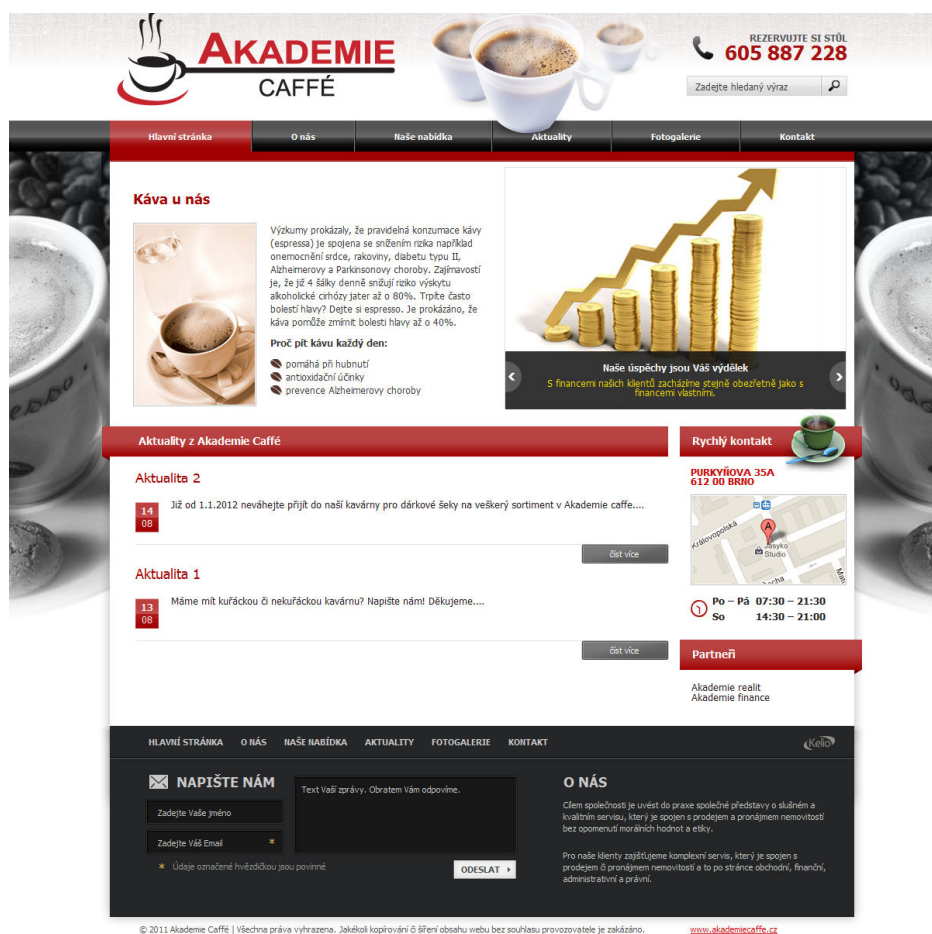 AKADEMIE
CAFFÉ
REZERVUJTE SI STŮL
605 887 228
Zadejte hledaný výraz
Hlavní stránka O nás Naše nabídka Aktuality Fotogalerie Kontakt
Káva u nás
Výzkumy prokázaly, že pravidelná konzumace kávy
(espressa) je spojena se snížením rizika například
onemocnění srdce, rakoviny, diabetu typu II,
Alzheimerovy a Parkinsonovy choroby. Zajímavostí
je, že již 4 šálky denně snižují riziko výskytu
alkoholické cirhózy jater až o 80%. Trpíte často
bolestí hlavy? Dejte si espresso. Je prokázáno, že
káva pomůže zmírnit bolesti hlavy až o 40%.
Proč pít kávu každý den:
pomáhá při hubnutí
antioxidační účinky
prevence Alzheimerovy choroby
Naše úspěchy jsou Váš výdělek
S financemi našich klientů zacházíme stejně obezřetně jako s
financemi vlastními.
Aktuality z Akademie Caffé
Aktualita 2
14
08
Již od 1.1.2012 neváhejte přijít do naší kavárny pro dárkové šeky na veškerý sortiment v Akademie caffe....
číst více
Aktualita 1
13
08
Máme mít kuřáckou či nekuřáckou kavárnu? Napište nám! Děkujeme....
číst více
Rychlý kontakt
PURKYŇOVA 35A
612 00 BRNO
Královopolská
A
Jasyko
Studio
Po – Pá 07:30 – 21:30
So 14:30 – 21:00
Partneři
Akademie realit
Akademie finance
HLAVNÍ STRÁNKA O NÁS NAŠE NABÍDKA AKTUALITY FOTOGALERIE KONTAKT
Kelio
NAPIŠTE NÁM
Zadejte Vaše jméno
Zadejte Váš Email *
* Údaje označené hvězdičkou jsou povinné
Text Vaší zprávy. Obratem Vám odpovíme.
ODESLAT
O NÁS
Cílem společnosti je uvést do praxe společné představy o slušném a
kvalitním servisu, který je spojen s prodejem a pronájmem nemovitostí
bez opomenutí morálních hodnot a etiky.
Pro naše klienty zajišťujeme komplexní servis, který je spojen s
prodejem či pronájmem nemovitostí a to po stránce obchodní, finanční,
administrativní a právní.
© 2011 Akademie Caffé | Všechna práva vyhrazena. Jakékoli kopírování či šíření obsahu webu bez souhlasu provozovatele je zakázáno.
www.akademiecaffe.cz